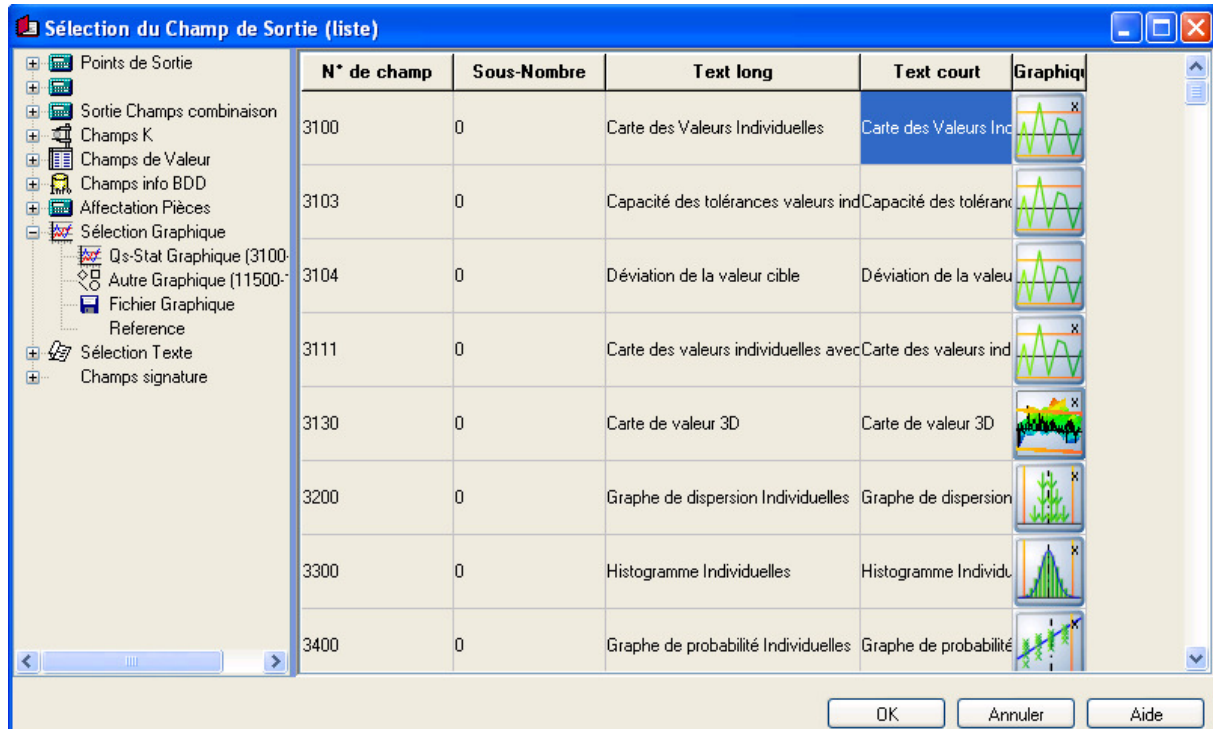 Sélection du Champ de Sortie (liste)
Points de Sortie
Sortie Champs combinaison
Champs K
Champs de Valeur
Champs info BDD
Affectation Pièces
Sélection Graphique
Qs-Stat Graphique (3100-
Autre Graphique (11500-
Fichier Graphique
Reference
Sélection Texte
Champs signature
N° de champ Sous-Nombre Text long Text court Graphiqu
3100 0 Carte des Valeurs Individuelles Carte des Valeurs Ind
3103 0 Capacité des tolérances valeurs ind Capacité des toléranc
3104 0 Déviation de la valeur cible Déviation de la valeu
3111 0 Carte des valeurs individuelles avec Carte des valeurs ind
3130 0 Carte de valeur 3D Carte de valeur 3D
3200 0 Graphe de dispersion Individuelles Graphe de dispersion
3300 0 Histogramme Individuelles Histogramme Individu
3400 0 Graphe de probabilité Individuelles Graphe de probabilité
OK Annuler Aide